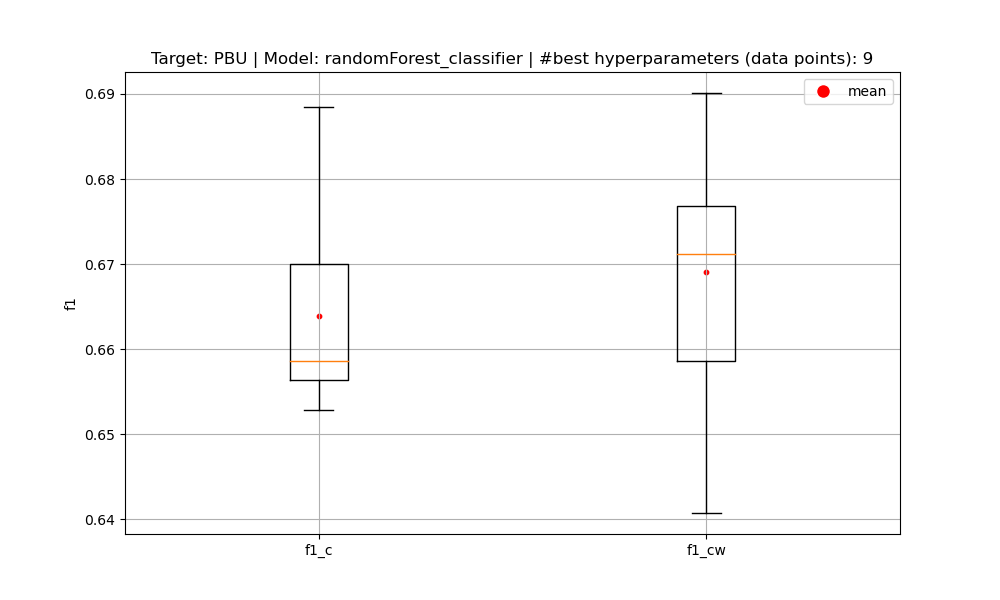 Target: PBU | Model: randomForest_classifier | #best hyperparameters (data points): 9
mean
0.69
0.68
0.67
0.66
0.65
0.64
f1
f1_c
f1_cw